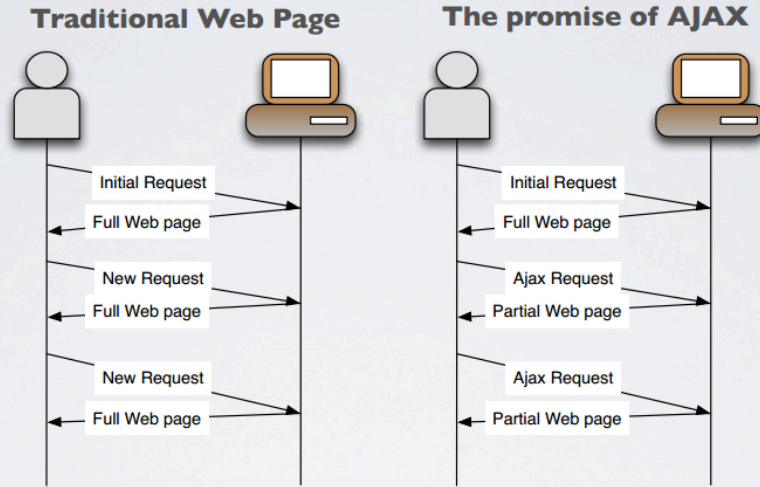 Traditional Web Page
Initial Request
Full Web page
New Request
Full Web page
New Request
Full Web page
The promise of AJAX
Initial Request
Full Web page
Ajax Request
Partial Web page
Ajax Request
Partial Web page